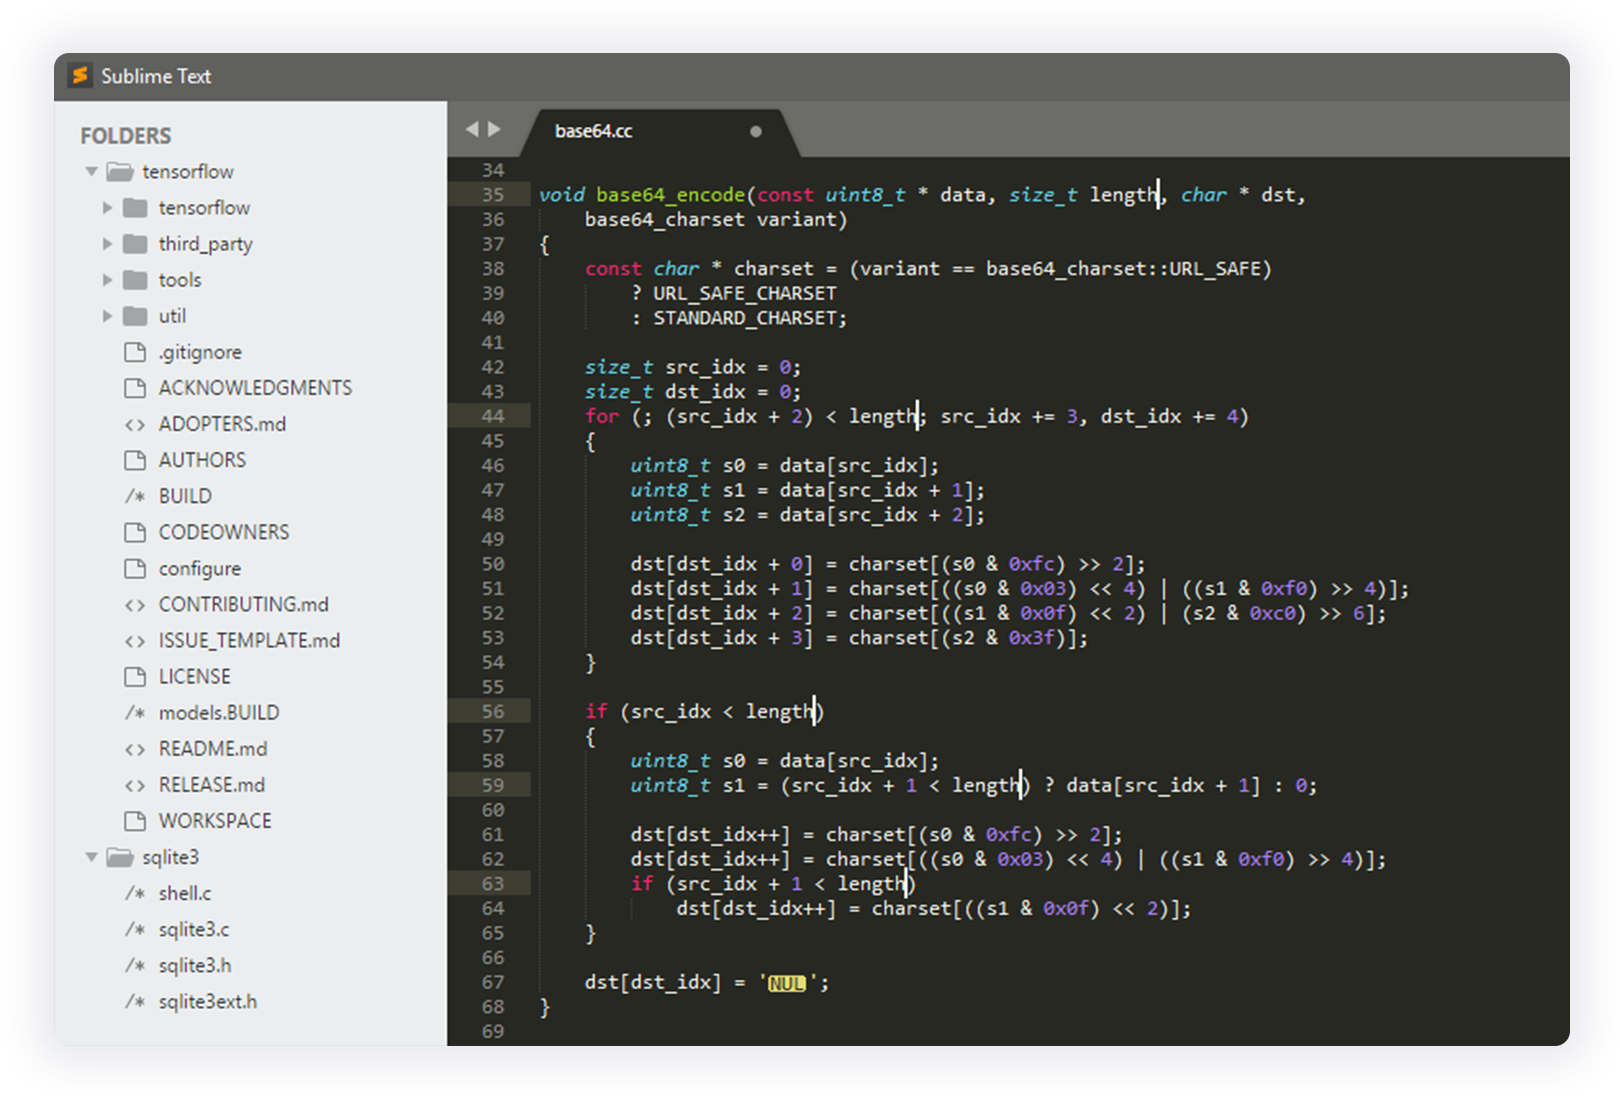 Sublime Text
FOLDERS
tensorflow
tensorflow
third_party
tools
util
.gitignore
ACKNOWLEDGMENTS
<> ADOPTERS.md
AUTHORS
/* BUILD
CODEOWNERS
configure
<> CONTRIBUTING.md
<> ISSUE_TEMPLATE.md
LICENSE
/* models.BUILD
<> README.md
<> RELEASE.md
WORKSPACE
sqlite3
/* shell.c
/* sqlite3.c
/* sqlite3.h
/* sqlite3ext.h
base64.cc
34
35 void base64_encode(const uint8_t * data, size_t length, char * dst,
36     base64_charset variant)
37 {
38     const char * charset = (variant == base64_charset::URL_SAFE)
39         ? URL_SAFE_CHARSET
40         : STANDARD_CHARSET;
41
42     size_t src_idx = 0;
43     size_t dst_idx = 0;
44     for (; (src_idx + 2) < length; src_idx += 3, dst_idx += 4)
45     {
46         uint8_t s0 = data[src_idx];
47         uint8_t s1 = data[src_idx + 1];
48         uint8_t s2 = data[src_idx + 2];
49
50         dst[dst_idx + 0] = charset[(s0 & 0xfc) >> 2];
51         dst[dst_idx + 1] = charset[((s0 & 0x03) << 4) | ((s1 & 0xf0) >> 4)];
52         dst[dst_idx + 2] = charset[((s1 & 0x0f) << 2) | (s2 & 0xc0) >> 6];
53         dst[dst_idx + 3] = charset[(s2 & 0x3f)];
54     }
55
56     if (src_idx < length)
57     {
58         uint8_t s0 = data[src_idx];
59         uint8_t s1 = (src_idx + 1 < length) ? data[src_idx + 1] : 0;
60
61         dst[dst_idx++] = charset[(s0 & 0xfc) >> 2];
62         dst[dst_idx++] = charset[((s0 & 0x03) << 4) | ((s1 & 0xf0) >> 4)];
63         if (src_idx + 1 < length)
64             dst[dst_idx++] = charset[((s1 & 0x0f) << 2)];
65     }
66
67     dst[dst_idx] = 'NUL';
68 }
69